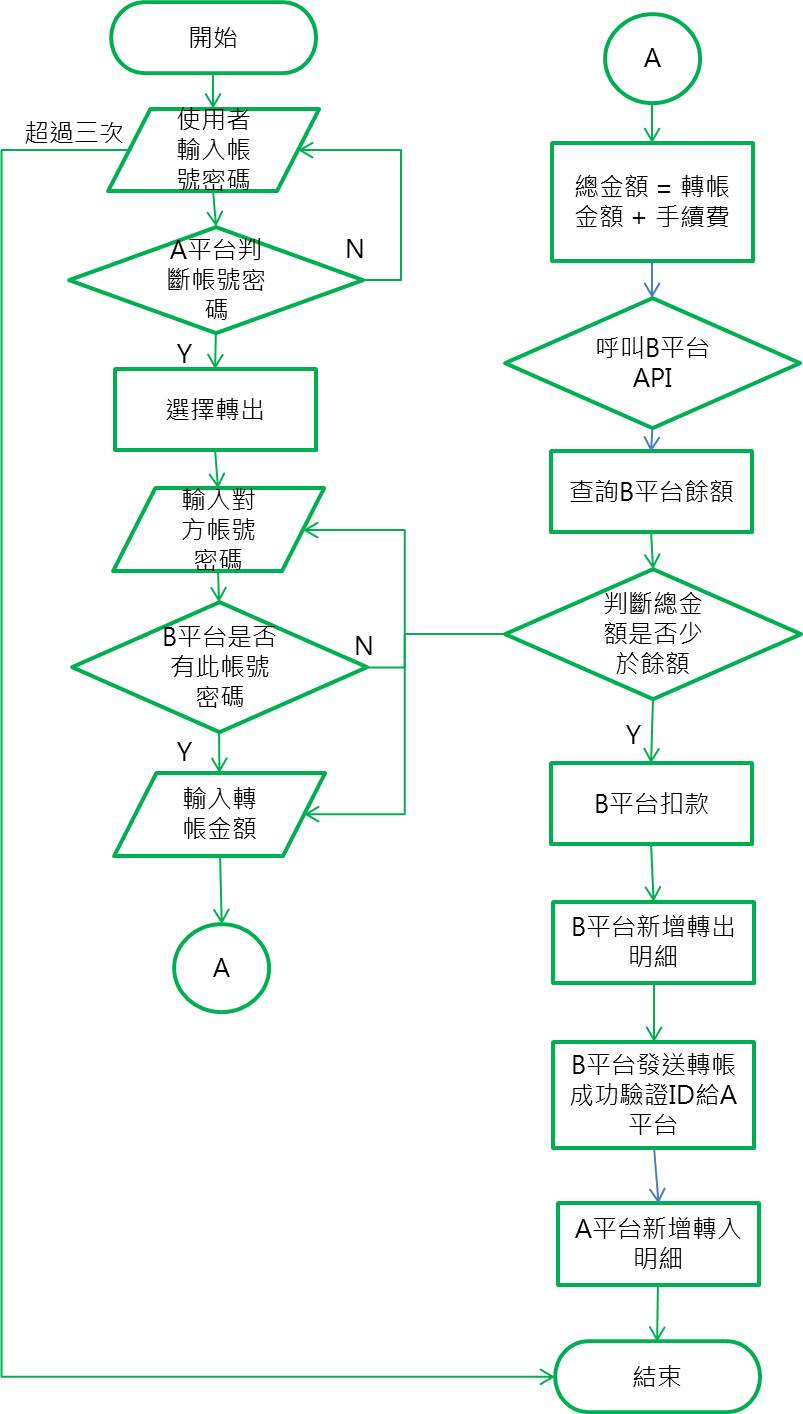 開始
超過三次
使用者
輸入帳
號密碼
A平台判
斷帳號密
碼
N
Y
選擇轉出
輸入對
方帳號
密碼
B平台是否
有此帳號
密碼
N
Y
輸入轉
帳金額
A
A
總金額 = 轉帳
金額 + 手續費
呼叫B平台
API
查詢B平台餘額
判斷總金
額是否少
於餘額
Y
B平台扣款
B平台新增轉出
明細
B平台發送轉帳
成功驗證ID給A
平台
A平台新增轉入
明細
結束